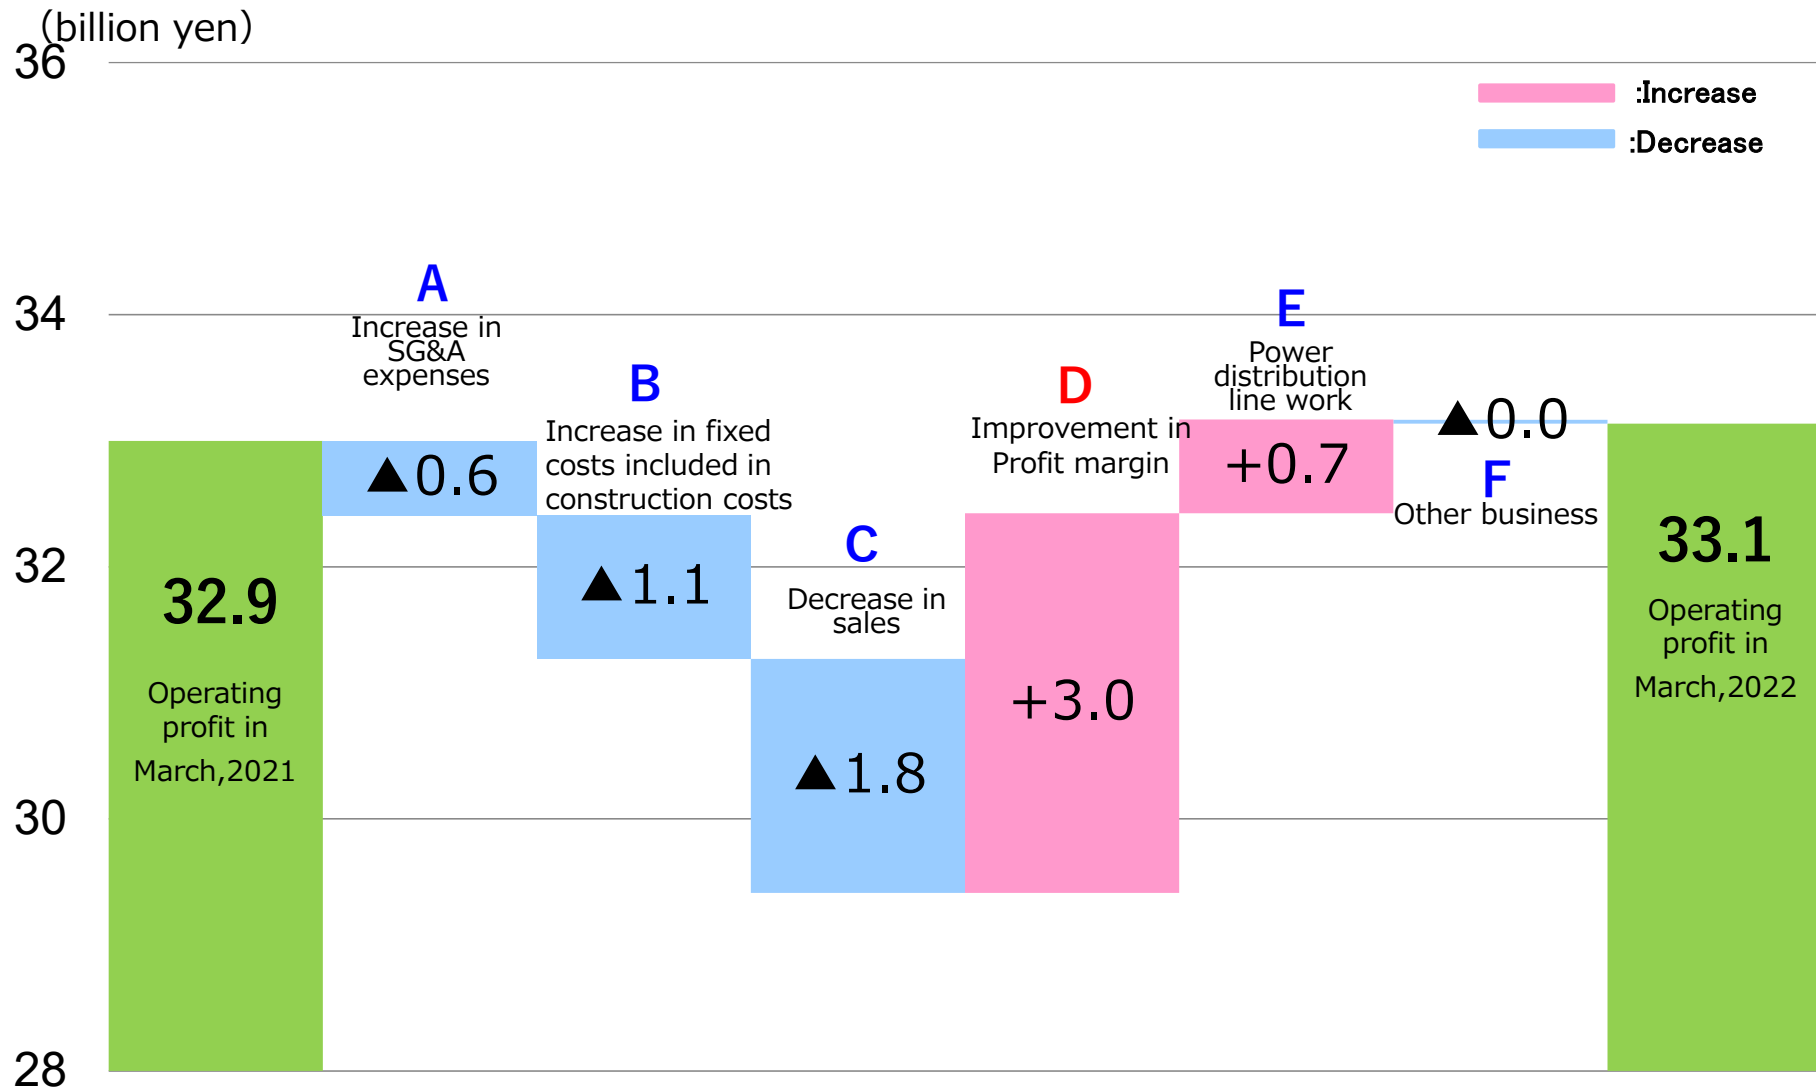 (billion yen)
36
:Increase
:Decrease
34
32
30
28
32.9
Operating
profit in
March,2021
A
Increase in
SG&A
expenses
▲0.6
B
Increase in fixed
costs included in
construction costs
▲1.1
C
Decrease in
sales
▲1.8
D
Improvement in
Profit margin
+3.0
E
Power
distribution
line work
+0.7
▲0.0
F
Other business
33.1
Operating
profit in
March,2022